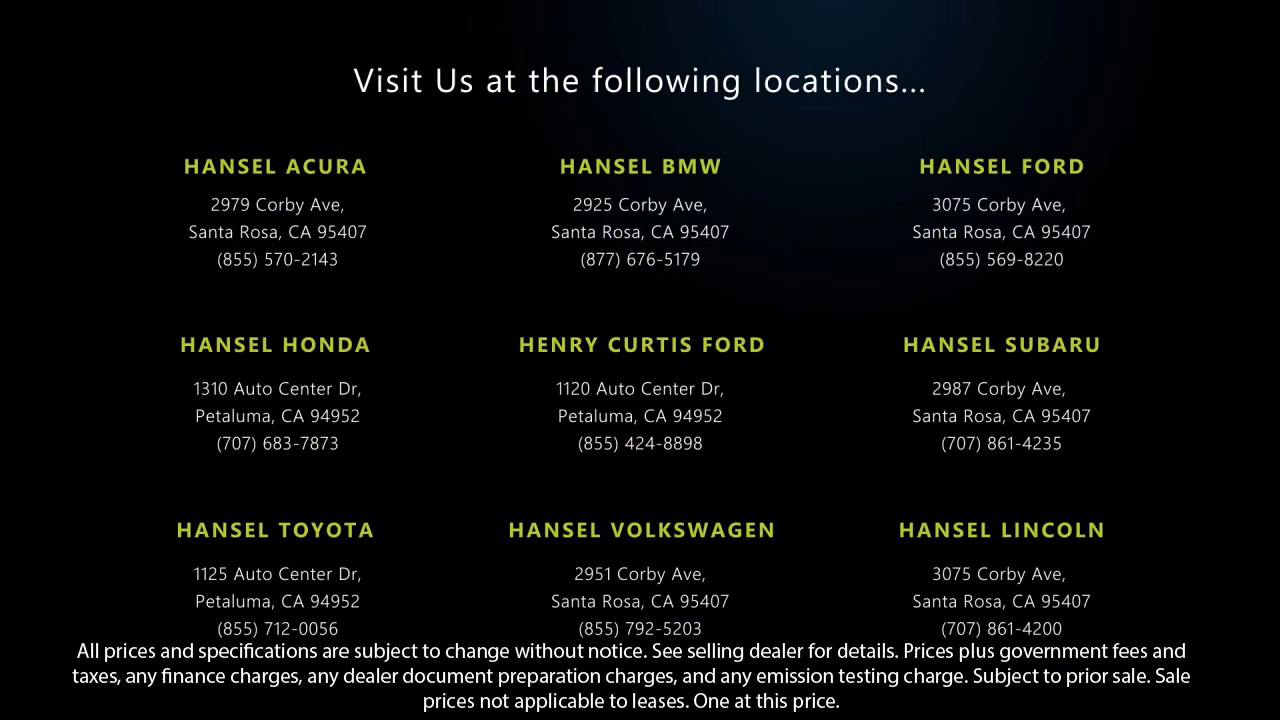 Visit Us at the following locations...
HANSEL ACURA
2979 Corby Ave,
Santa Rosa, CA 95407
(855) 570-2143
HANSEL BMW
2925 Corby Ave,
Santa Rosa, CA 95407
(877) 676-5179
HANSEL FORD
3075 Corby Ave,
Santa Rosa, CA 95407
(855) 569-8220
HANSEL HONDA
1310 Auto Center Dr,
Petaluma, CA 94952
(707) 683-7873
HENRY CURTIS FORD
1120 Auto Center Dr,
Petaluma, CA 94952
(855) 424-8898
HANSEL SUBARU
2987 Corby Ave,
Santa Rosa, CA 95407
(707) 861-4235
HANSEL TOYOTA
1125 Auto Center Dr,
Petaluma, CA 94952
(855) 712-0056
HANSEL VOLKSWAGEN
2951 Corby Ave,
Santa Rosa, CA 95407
(855) 792-5203
HANSEL LINCOLN
3075 Corby Ave,
Santa Rosa, CA 95407
(707) 861-4200
All prices and specifications are subject to change without notice. See selling dealer for details. Prices plus government fees and
taxes, any finance charges, any dealer document preparation charges, and any emission testing charge. Subject to prior sale. Sale
prices not applicable to leases. One at this price.